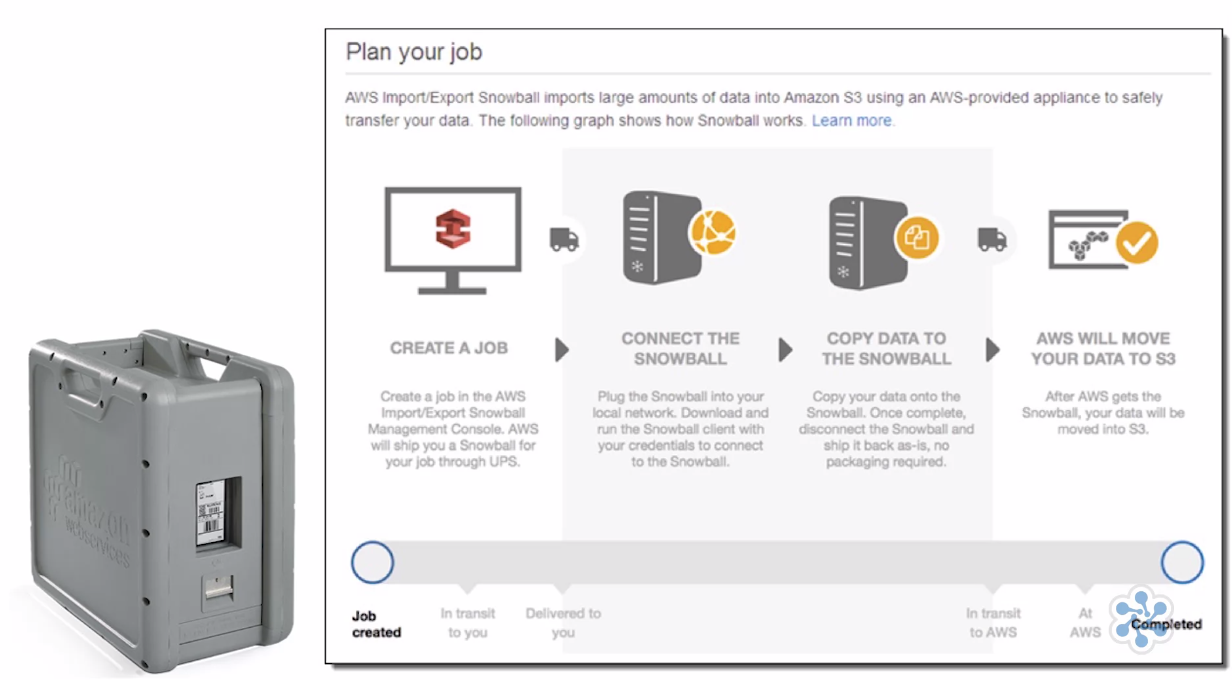 Plan your job
AWS Import/Export Snowball imports large amounts of data into Amazon S3 using an AWS-provided appliance to safely
transfer your data. The following graph shows how Snowball works. Learn more.
CREATE A JOB
Create a job in the AWS
Import/Export Snowball
Management Console. AWS
will ship you a Snowball for
your job through UPS.
CONNECT THE
SNOWBALL
Plug the Snowball into your
local network. Download and
run the Snowball client with
your credentials to connect
to the Snowball.
COPY DATA TO
THE SNOWBALL
Copy your data onto the
Snowball. Once complete,
disconnect the Snowball and
ship it back as-is, no
packaging required.
AWS WILL MOVE
YOUR DATA TO S3
After AWS gets the
Snowball, your data will be
moved into S3.
Job
created
In transit
to you
Delivered to
you
In transit
to AWS
At
AWS
Completed
amazon
webservices